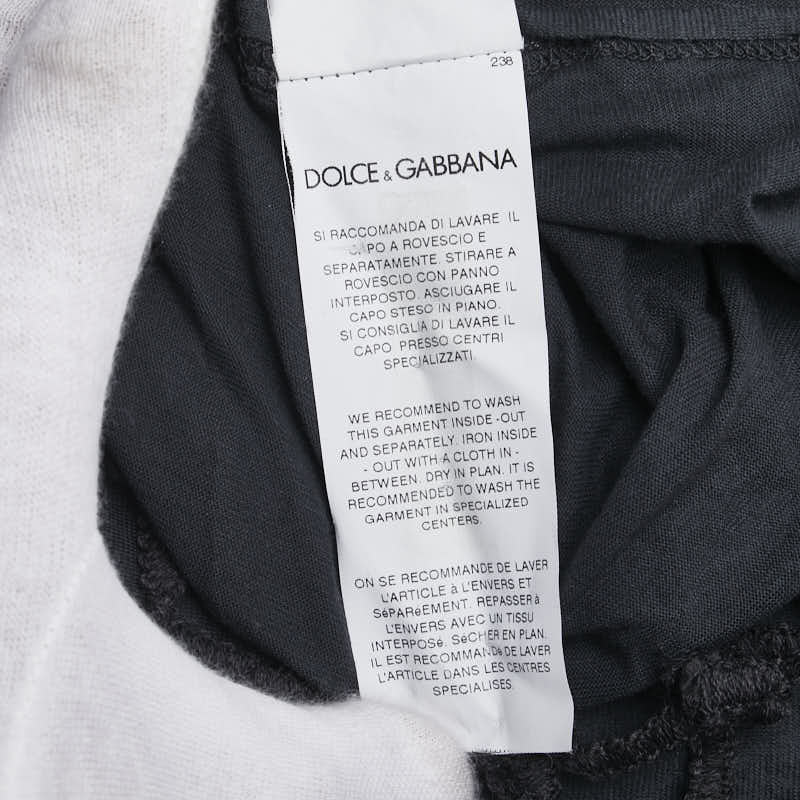 238
DOLCE & GABBANA
SI RACCOMANDA DI LAVARE IL
CAPO A ROVESCIO E
SEPARATAMENTE. STIRARE A
ROVESCIO CON PANNO
INTERPOSTO. ASCIUGARE IL
CAPO STESO IN PIANO.
SI CONSIGLIA DI LAVARE IL
CAPO PRESSO CENTRI
SPECIALIZZATI.
WE RECOMMEND TO WASH
THIS GARMENT INSIDE -OUT
AND SEPARATELY. IRON INSIDE
- OUT WITH A CLOTH IN -
BETWEEN. DRY IN PLAN. IT IS
RECOMMENDED TO WASH THE
GARMENT IN SPECIALIZED
CENTERS.
ON SE RECOMMANDE DE LAVER
L'ARTICLE à L'ENVERS ET
SéPARéEMENT. REPASSER à
L'ENVERS AVEC UN TISSU
INTERPOSé. SéCHER EN PLAN.
IL EST RECOMMANDé DE LAVER
L'ARTICLE DANS LES CENTRES
SPECIALISES.